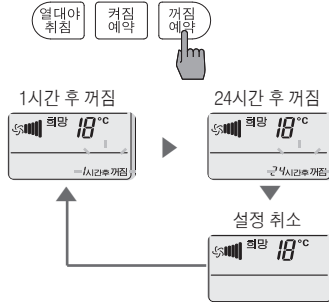 열대야
취침
켜짐
예약
꺼짐
예약
1시간 후 꺼짐
24시간 후 꺼짐
희망 18°C
1시간후 꺼짐
희망 18°C
24시간후 꺼짐
설정 취소
희망 18°C